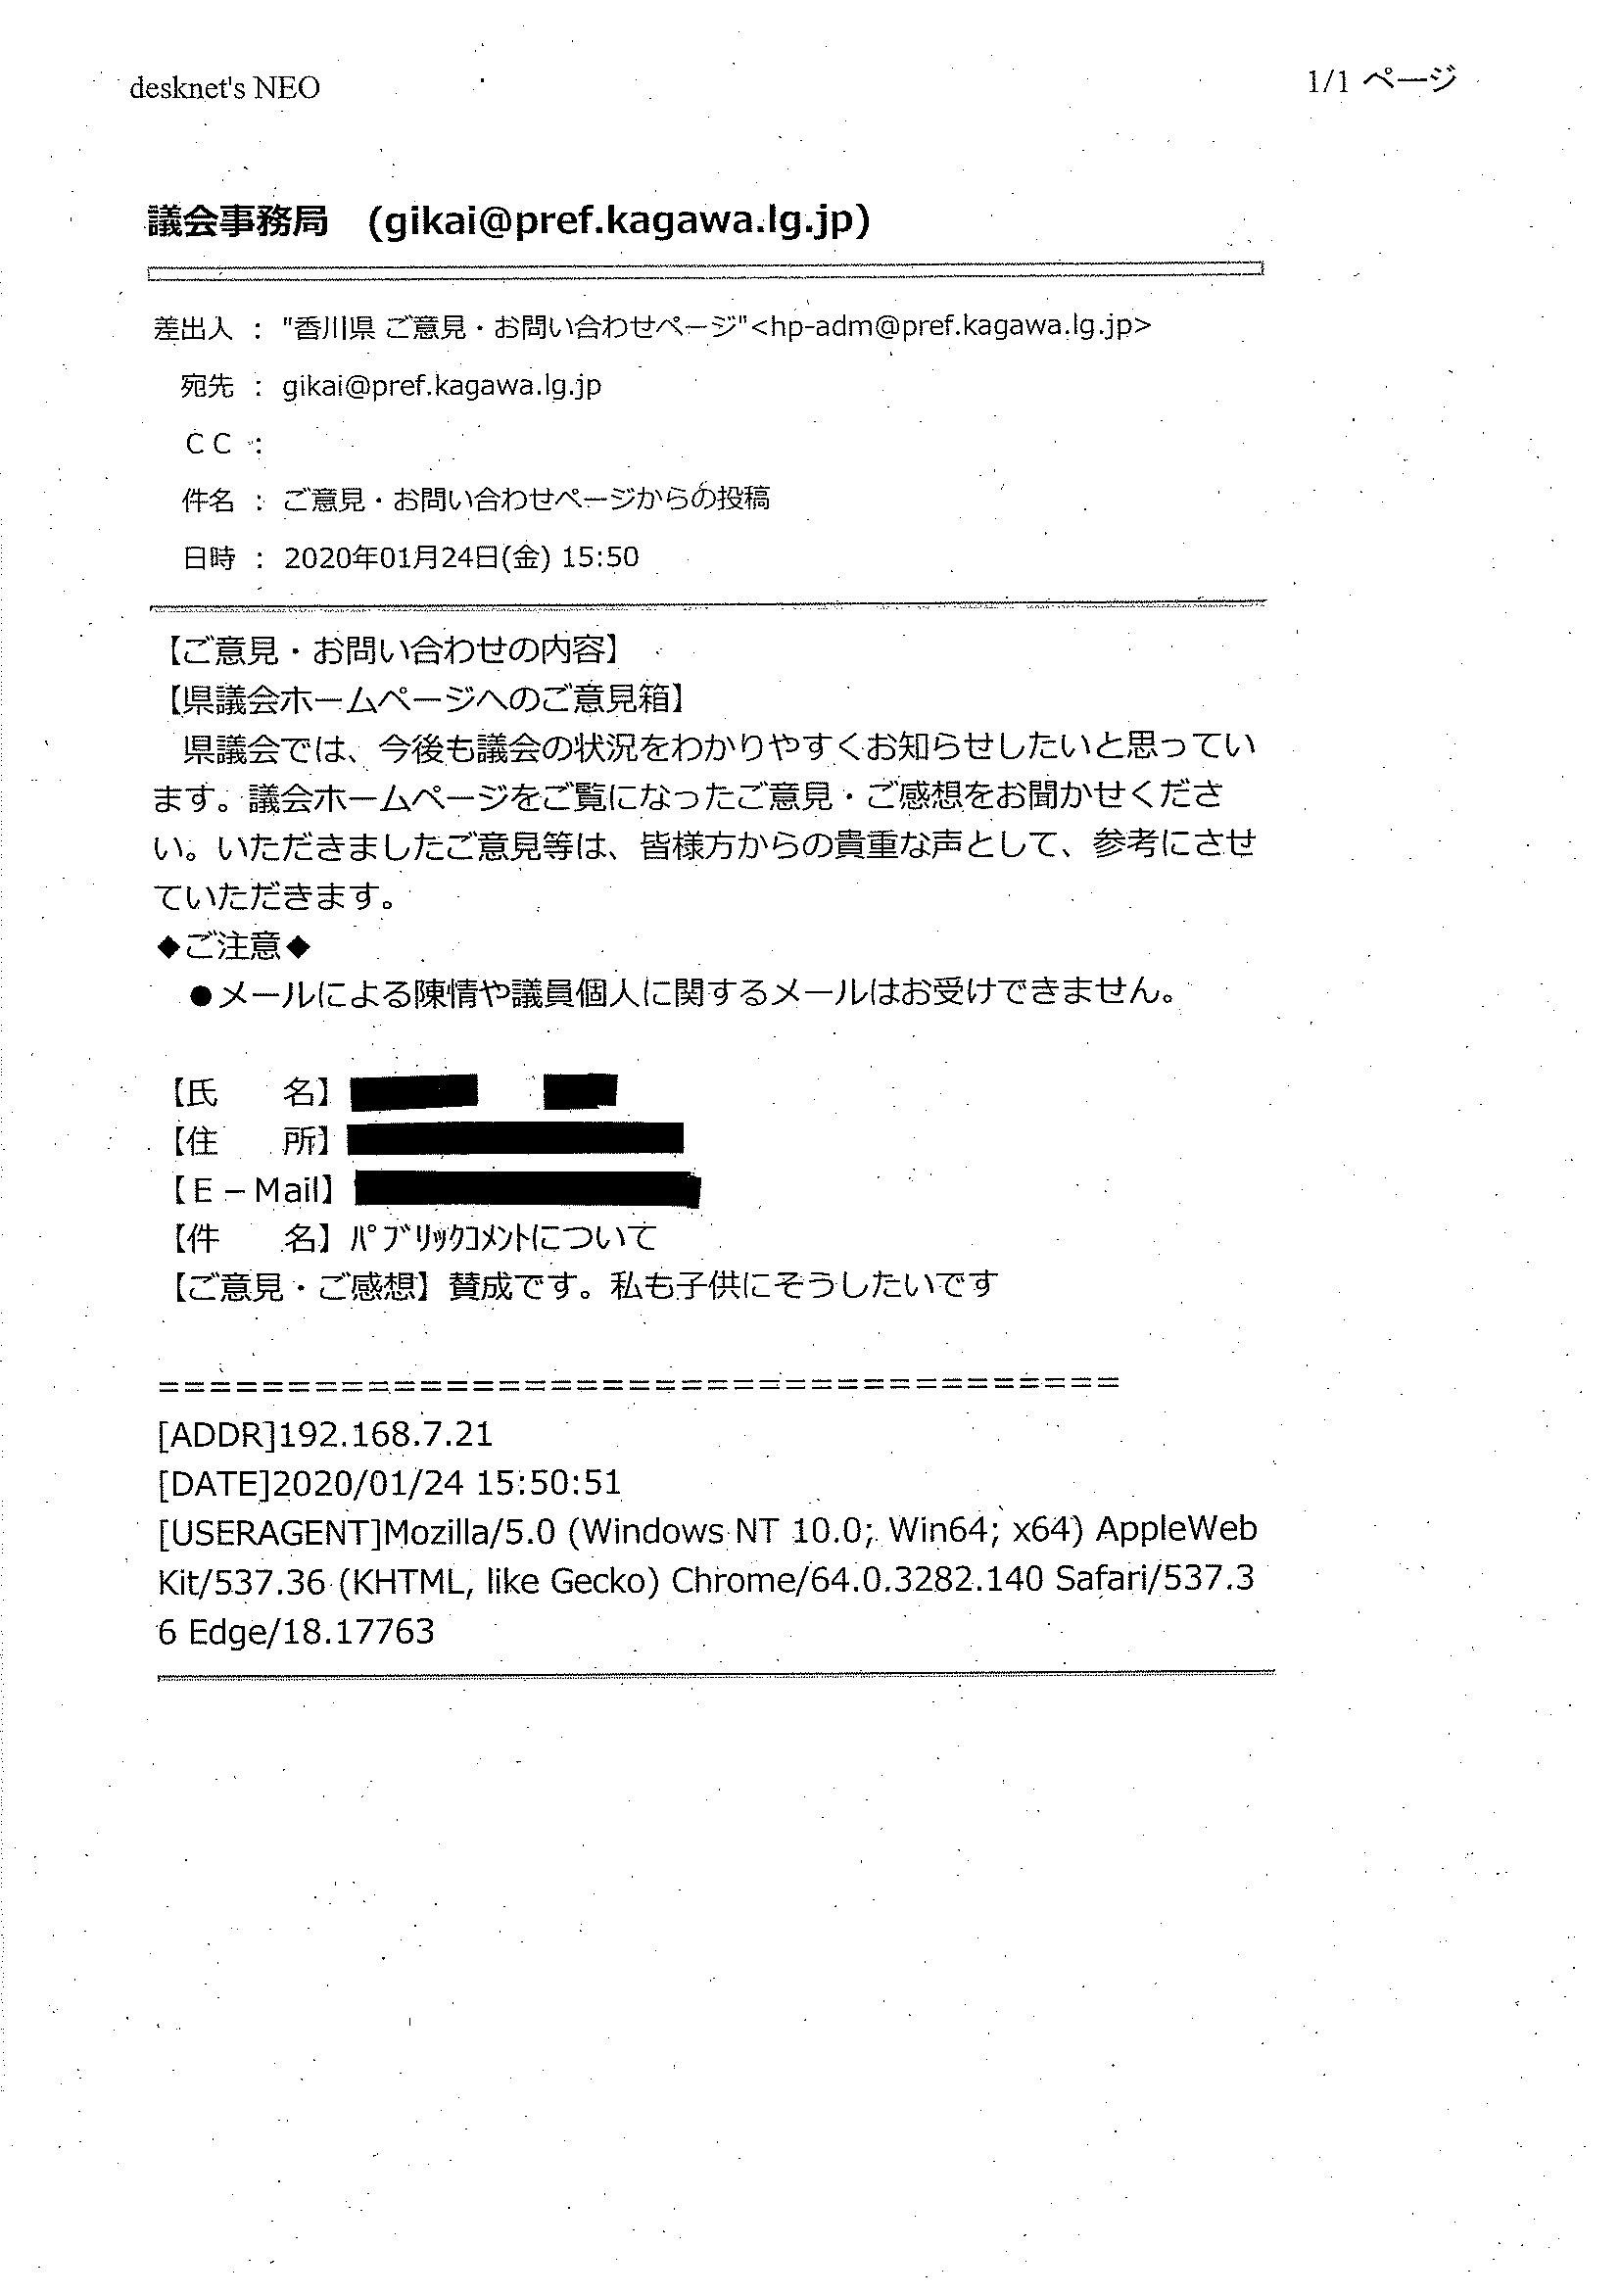 desknet's NEO
1/1 ページ
議会事務局　(gikai@pref.kagawa.lg.jp)
差出人 ： "香川県 ご意見・お問い合わせページ"<hp-adm@pref.kagawa.lg.jp>
宛先 ： gikai@pref.kagawa.lg.jp
ＣＣ ：
件名 ： ご意見・お問い合わせページからの投稿
日時 ： 2020年01月24日(金) 15:50
【ご意見・お問い合わせの内容】
【県議会ホームページへのご意見箱】
　県議会では、今後も議会の状況をわかりやすくお知らせしたいと思ってい
ます。議会ホームページをご覧になったご意見・ご感想をお聞かせくださ
い。いただきましたご意見等は、皆様方からの貴重な声として、参考にさせ
ていただきます。
◆ご注意◆
　●メールによる陳情や議員個人に関するメールはお受けできません。
【氏　　名】
【住　　所】
【Ｅ－Mail】
【件　　名】ﾊﾟﾌﾞﾘｯｸｺﾒﾝﾄについて
【ご意見・ご感想】賛成です。私も子供にそうしたいです
=====================================
[ADDR]192.168.7.21
[DATE]2020/01/24 15:50:51
[USERAGENT]Mozilla/5.0 (Windows NT 10.0; Win64; x64) AppleWeb
Kit/537.36 (KHTML, like Gecko) Chrome/64.0.3282.140 Safari/537.3
6 Edge/18.17763